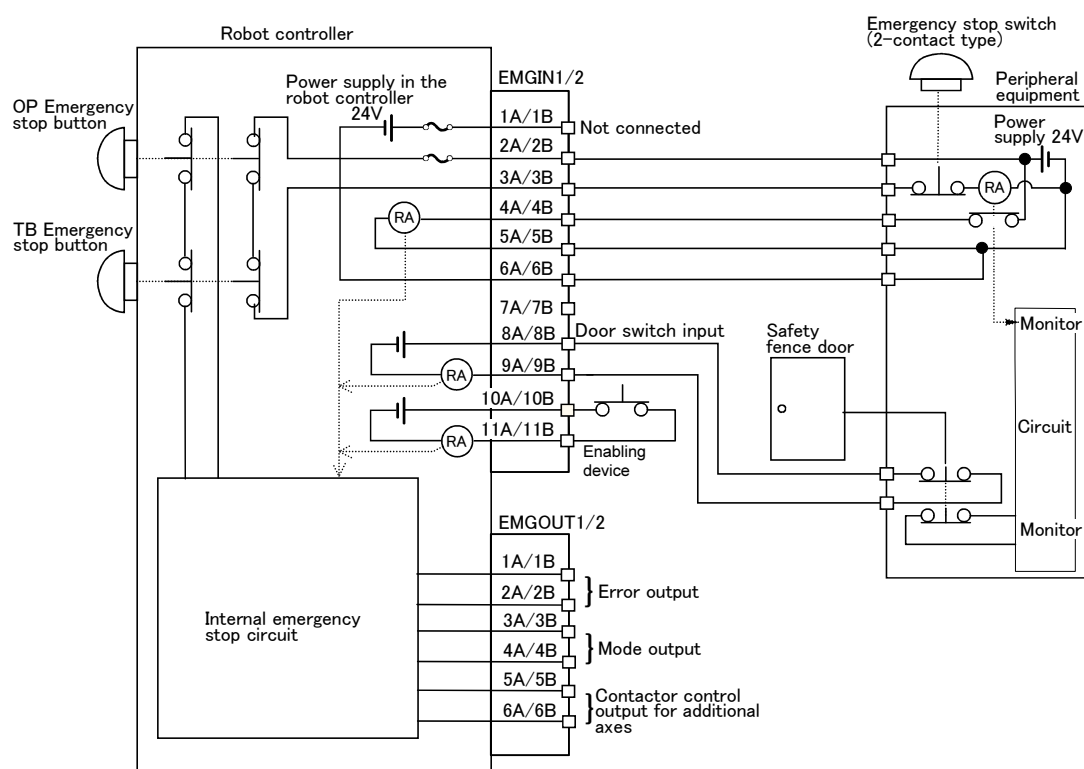 Robot controller
Emergency stop switch
(2-contact type)
Peripheral
equipment
Power supply in the
robot controller
24V
EMGIN1/2
Power
supply 24V
OP Emergency
stop button
1A/1B
Not connected
2A/2B
3A/3B
RA
4A/4B
RA
TB Emergency
stop button
5A/5B
6A/6B
7A/7B
8A/8B
Door switch input
Safety
fence door
Monitor
9A/9B
RA
10A/10B
11A/11B
RA
Enabling
device
Circuit
EMGOUT1/2
Monitor
1A/1B
2A/2B
Error output
3A/3B
Internal emergency
stop circuit
4A/4B
Mode output
5A/5B
6A/6B
Contactor control
output for additional
axes